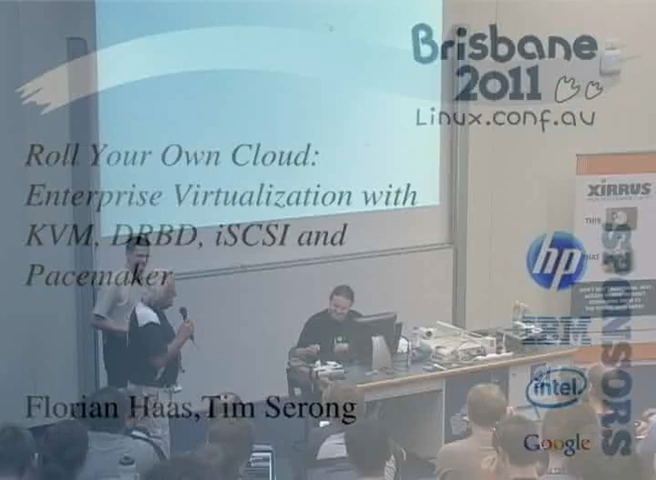 Brisbane
2011
Linux.conf.au
Roll Your Own Cloud:
Enterprise Virtualization with
KVM, DRBD, iSCSI and
Pacemaker
XIRRUS
THIS
hp
IBM
intel
Google
SPONSORS
Florian Haas,Tim Serong